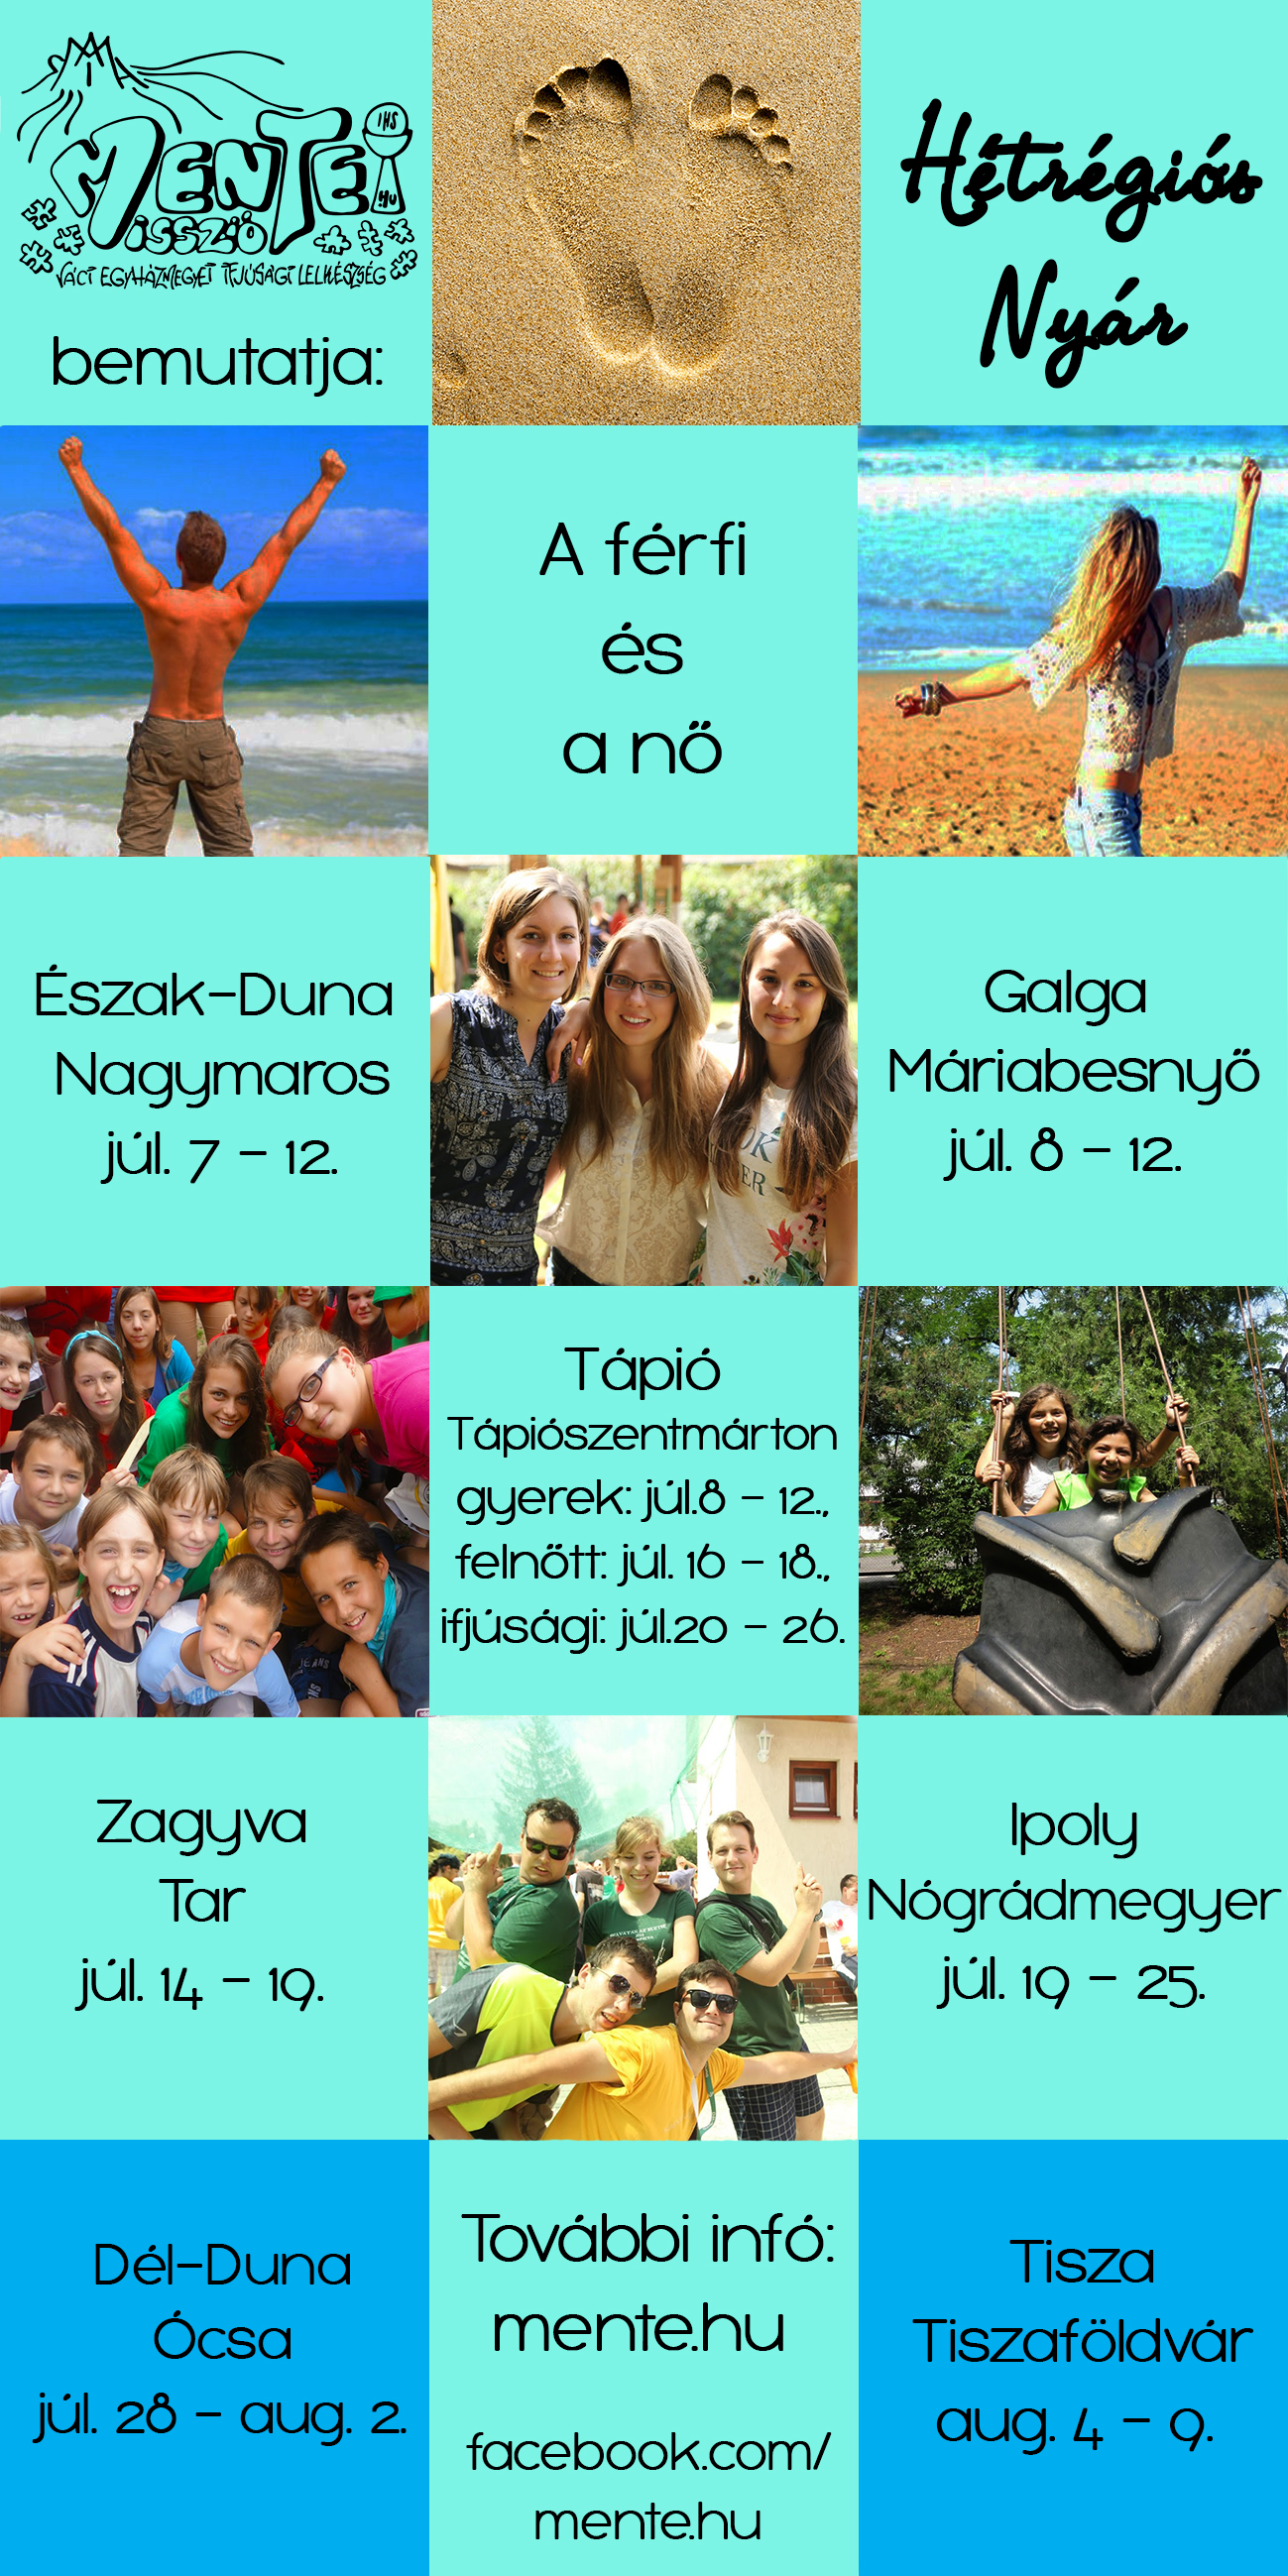 MENTE
MISSZIÓ
IHS
.HU
VÁCI EGYHÁZMEGYEI IFJÚSÁGI LELKÉSZSÉG
bemutatja:
Hétrégiós
Nyár
A férfi
és
a nő
Észak-Duna
Nagymaros
júl. 7 - 12.
Galga
Máriabesnyő
júl. 8 - 12.
Tápió
Tápiószentmárton
gyerek: júl.8 - 12.,
felnőtt: júl. 16 - 18.,
ifjúsági: júl.20 - 26.
Zagyva
Tar
júl. 14 - 19.
Ipoly
Nógrádmegyer
júl. 19 - 25.
Dél-Duna
Ócsa
júl. 28 - aug. 2.
További infó:
mente.hu
facebook.com/
mente.hu
Tisza
Tiszaföldvár
aug. 4 - 9.